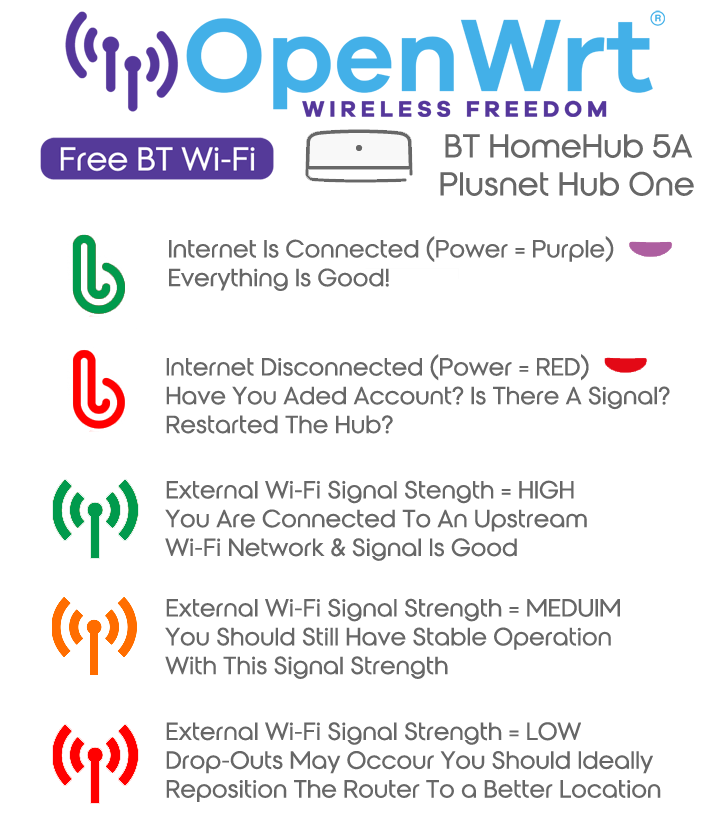 OpenWrt®
WIRELESS FREEDOM
Free BT Wi-Fi
BT HomeHub 5A
Plusnet Hub One
Internet Is Connected (Power = Purple)
Everything Is Good!
Internet Disconnected (Power = RED)
Have You Aded Account? Is There A Signal?
Restarted The Hub?
External Wi-Fi Signal Stength = HIGH
You Are Connected To An Upstream
Wi-Fi Network & Signal Is Good
External Wi-Fi Signal Strength = MEDUIM
You Should Still Have Stable Operation
With This Signal Strength
External Wi-Fi Signal Strength = LOW
Drop-Outs May Occour You Should Ideally
Reposition The Router To a Better Location